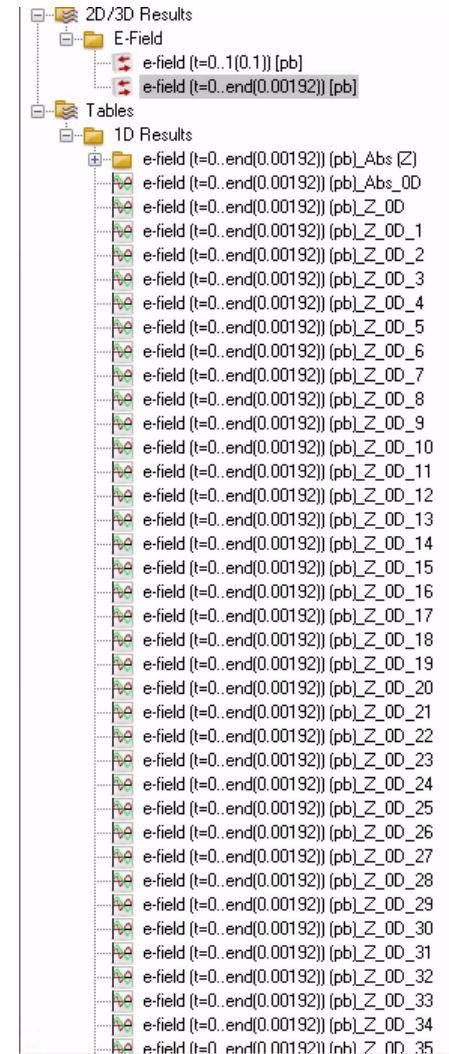 2D/3D Results
E-Field
e-field (t=0..1(0.1)) [pb]
e-field (t=0..end(0.00192)) [pb]
Tables
1D Results
e-field (t=0..end(0.00192)) (pb)_Abs (Z)
e-field (t=0..end(0.00192)) (pb)_Abs_0D
e-field (t=0..end(0.00192)) (pb)_Z_0D
e-field (t=0..end(0.00192)) (pb)_Z_0D_1
e-field (t=0..end(0.00192)) (pb)_Z_0D_2
e-field (t=0..end(0.00192)) (pb)_Z_0D_3
e-field (t=0..end(0.00192)) (pb)_Z_0D_4
e-field (t=0..end(0.00192)) (pb)_Z_0D_5
e-field (t=0..end(0.00192)) (pb)_Z_0D_6
e-field (t=0..end(0.00192)) (pb)_Z_0D_7
e-field (t=0..end(0.00192)) (pb)_Z_0D_8
e-field (t=0..end(0.00192)) (pb)_Z_0D_9
e-field (t=0..end(0.00192)) (pb)_Z_0D_10
e-field (t=0..end(0.00192)) (pb)_Z_0D_11
e-field (t=0..end(0.00192)) (pb)_Z_0D_12
e-field (t=0..end(0.00192)) (pb)_Z_0D_13
e-field (t=0..end(0.00192)) (pb)_Z_0D_14
e-field (t=0..end(0.00192)) (pb)_Z_0D_15
e-field (t=0..end(0.00192)) (pb)_Z_0D_16
e-field (t=0..end(0.00192)) (pb)_Z_0D_17
e-field (t=0..end(0.00192)) (pb)_Z_0D_18
e-field (t=0..end(0.00192)) (pb)_Z_0D_19
e-field (t=0..end(0.00192)) (pb)_Z_0D_20
e-field (t=0..end(0.00192)) (pb)_Z_0D_21
e-field (t=0..end(0.00192)) (pb)_Z_0D_22
e-field (t=0..end(0.00192)) (pb)_Z_0D_23
e-field (t=0..end(0.00192)) (pb)_Z_0D_24
e-field (t=0..end(0.00192)) (pb)_Z_0D_25
e-field (t=0..end(0.00192)) (pb)_Z_0D_26
e-field (t=0..end(0.00192)) (pb)_Z_0D_27
e-field (t=0..end(0.00192)) (pb)_Z_0D_28
e-field (t=0..end(0.00192)) (pb)_Z_0D_29
e-field (t=0..end(0.00192)) (pb)_Z_0D_30
e-field (t=0..end(0.00192)) (pb)_Z_0D_31
e-field (t=0..end(0.00192)) (pb)_Z_0D_32
e-field (t=0..end(0.00192)) (pb)_Z_0D_33
e-field (t=0..end(0.00192)) (pb)_Z_0D_34
e-field (t=0..end(0.00192)) (pb)_Z_0D_35